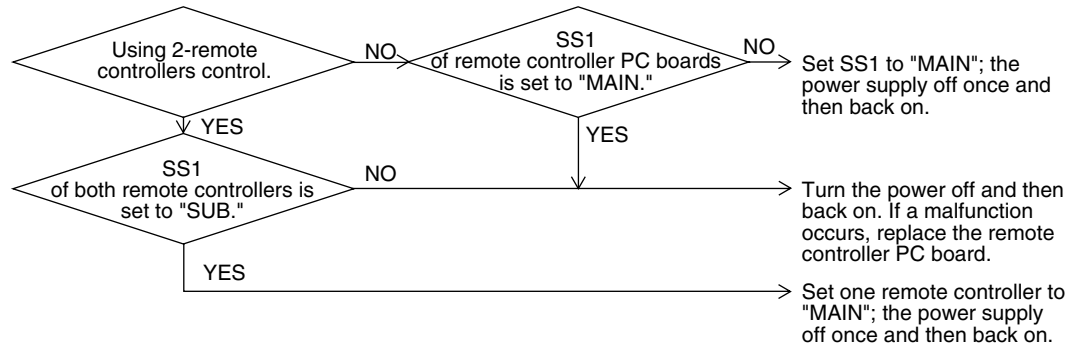 Using 2-remote
controllers control.
NO
SS1
of remote controller PC boards
is set to "MAIN."
NO
Set SS1 to "MAIN"; the
power supply off once and
then back on.
YES
YES
SS1
of both remote controllers is
set to "SUB."
NO
Turn the power off and then
back on. If a malfunction
occurs, replace the remote
controller PC board.
YES
Set one remote controller to
"MAIN"; the power supply
off once and then back on.